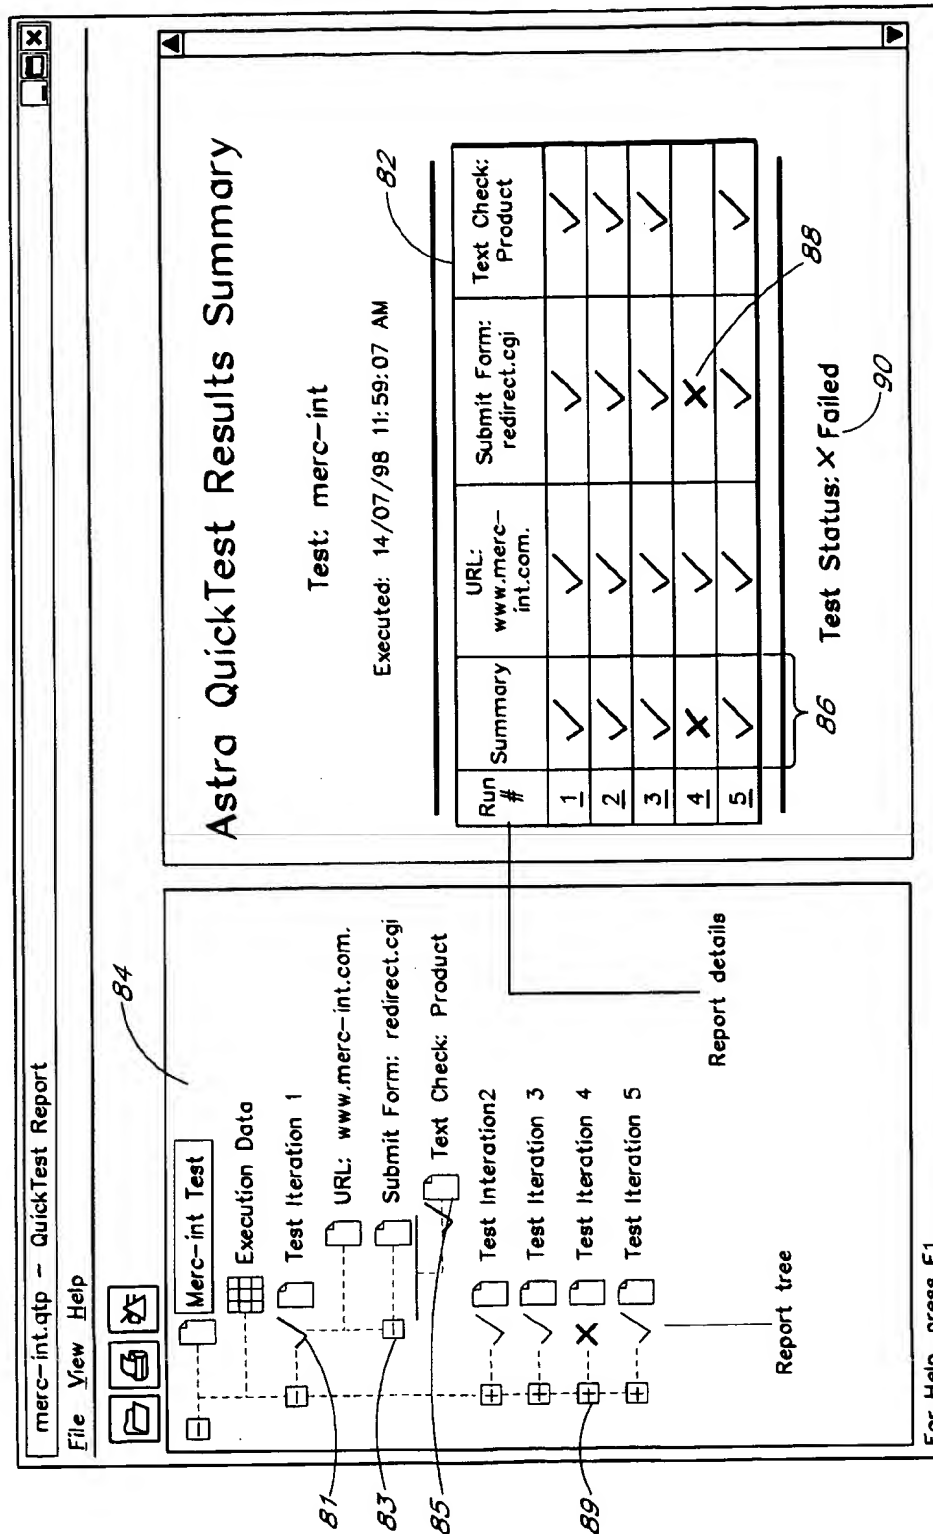 merc-int.qtp - QuickTest Report
File View Help
84
Merc-int Test
Execution Data
Test Iteration 1
URL: www.merc-int.com.
Submit Form: redirect.cgi
Text Check: Product
Test Interation2
Test Iteration 3
Test Iteration 4
Test Iteration 5
81
83
85
89
Report tree
Report details
For Help, press F1
Astra QuickTest Results Summary
Test: merc-int
Executed: 14/07/98 11:59:07 AM
82
Run
#
Summary
URL:
www.merc-
int.com.
Submit Form:
redirect.cgi
Text Check:
Product
1
2
3
4
5
86
88
Test Status: X Failed
90